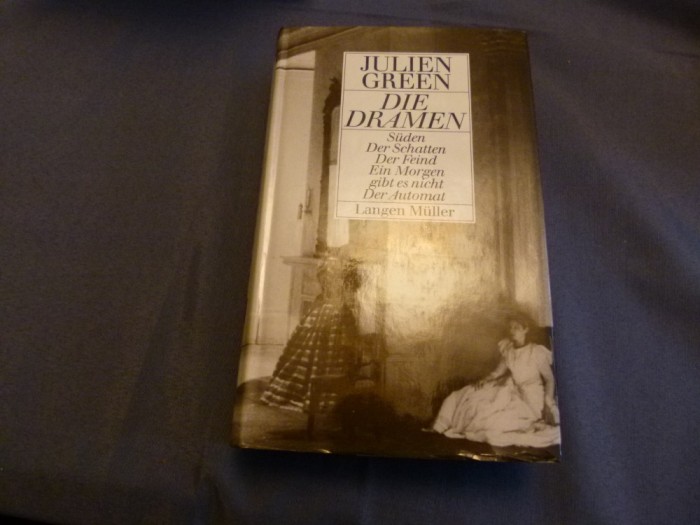 JULIEN
GREEN
DIE
DRAMEN
Süden
Der Schatten
Der Feind
Ein Morgen
gibt es nicht
Der Automat
Langen Müller